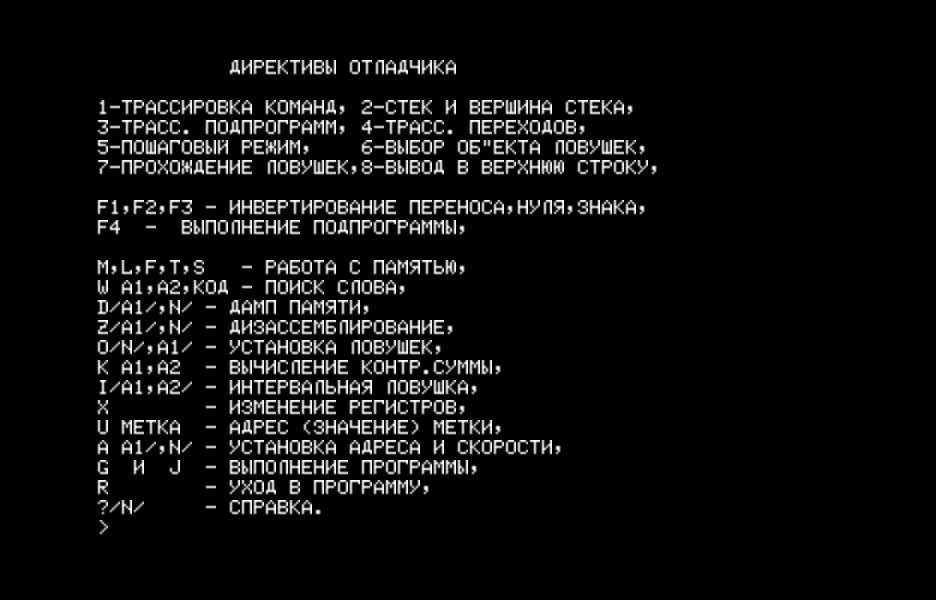 ДИРЕКТИВЫ ОТЛАДЧИКА
1-ТРАССИРОВКА КОМАНД, 2-СТЕК И ВЕРШИНА СТЕКА,
3-ТРАСС. ПОДПРОГРАММ, 4-ТРАСС. ПЕРЕХОДОВ,
5-ПОШАГОВЫЙ РЕЖИМ,    6-ВЫБОР ОБ"ЕКТА ЛОВУШЕК,
7-ПРОХОЖДЕНИЕ ЛОВУШЕК,8-ВЫВОД В ВЕРХНЮЮ СТРОКУ,
F1,F2,F3 - ИНВЕРТИРОВАНИЕ ПЕРЕНОСА,НУЛЯ,ЗНАКА,
F4  -  ВЫПОЛНЕНИЕ ПОДПРОГРАММЫ,
M,L,F,T,S   - РАБОТА С ПАМЯТЬЮ,
W A1,A2,КОД - ПОИСК СЛОВА,
D/A1/,N/ - ДАМП ПАМЯТИ,
Z/A1/,N/ - ДИЗАССЕМБЛИРОВАНИЕ,
O/N/,A1/ - УСТАНОВКА ЛОВУШЕК,
K A1,A2  - ВЫЧИСЛЕНИЕ КОНТР.СУММЫ,
I/A1,A2/ - ИНТЕРВАЛЬНАЯ ЛОВУШКА,
X        - ИЗМЕНЕНИЕ РЕГИСТРОВ,
U МЕТКА  - АДРЕС (ЗНАЧЕНИЕ) МЕТКИ,
A A1/,N/ - УСТАНОВКА АДРЕСА И СКОРОСТИ,
G  И  J  - ВЫПОЛНЕНИЕ ПРОГРАММЫ,
R        - УХОД В ПРОГРАММУ,
?/N/     - СПРАВКА.
>